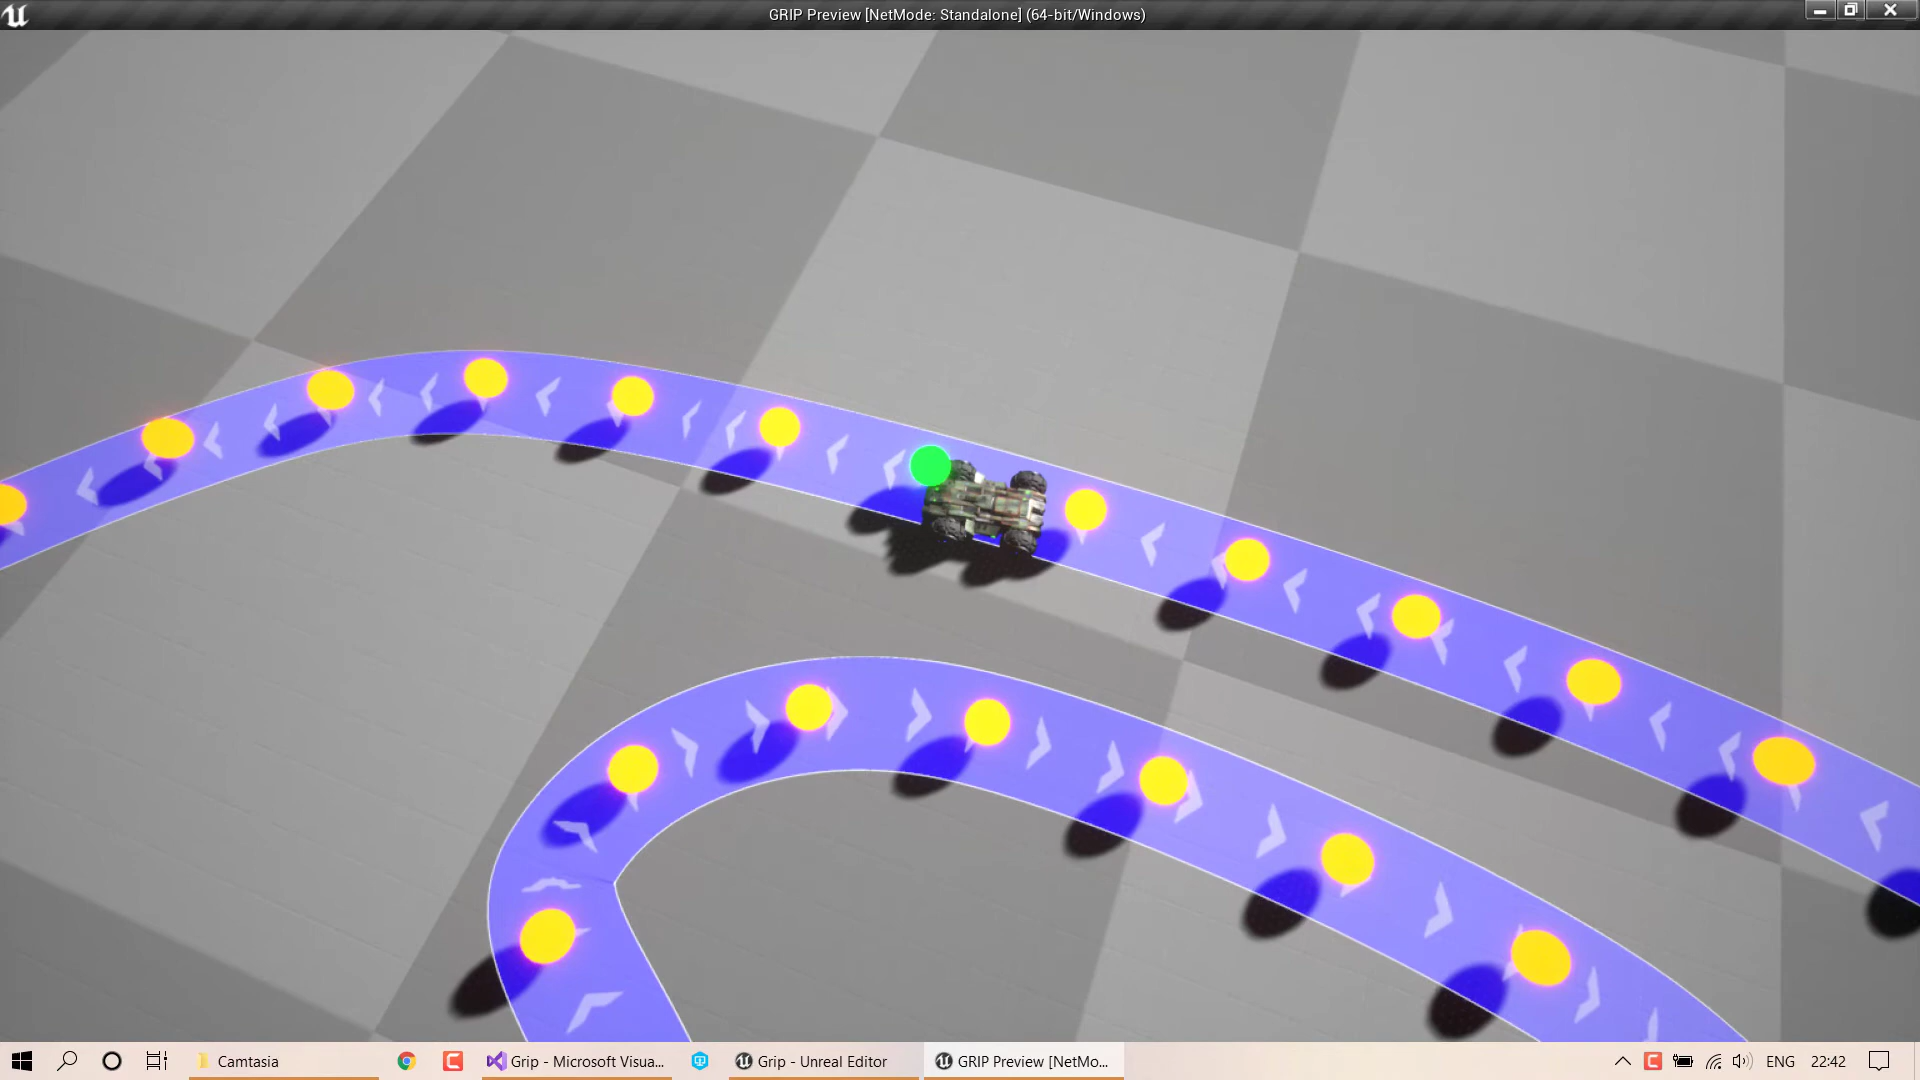 GRIP Preview [NetMode: Standalone] (64-bit/Windows)
Camtasia
Grip - Microsoft Visua...
Grip - Unreal Editor
GRIP Preview [NetMo...
ENG
22:42